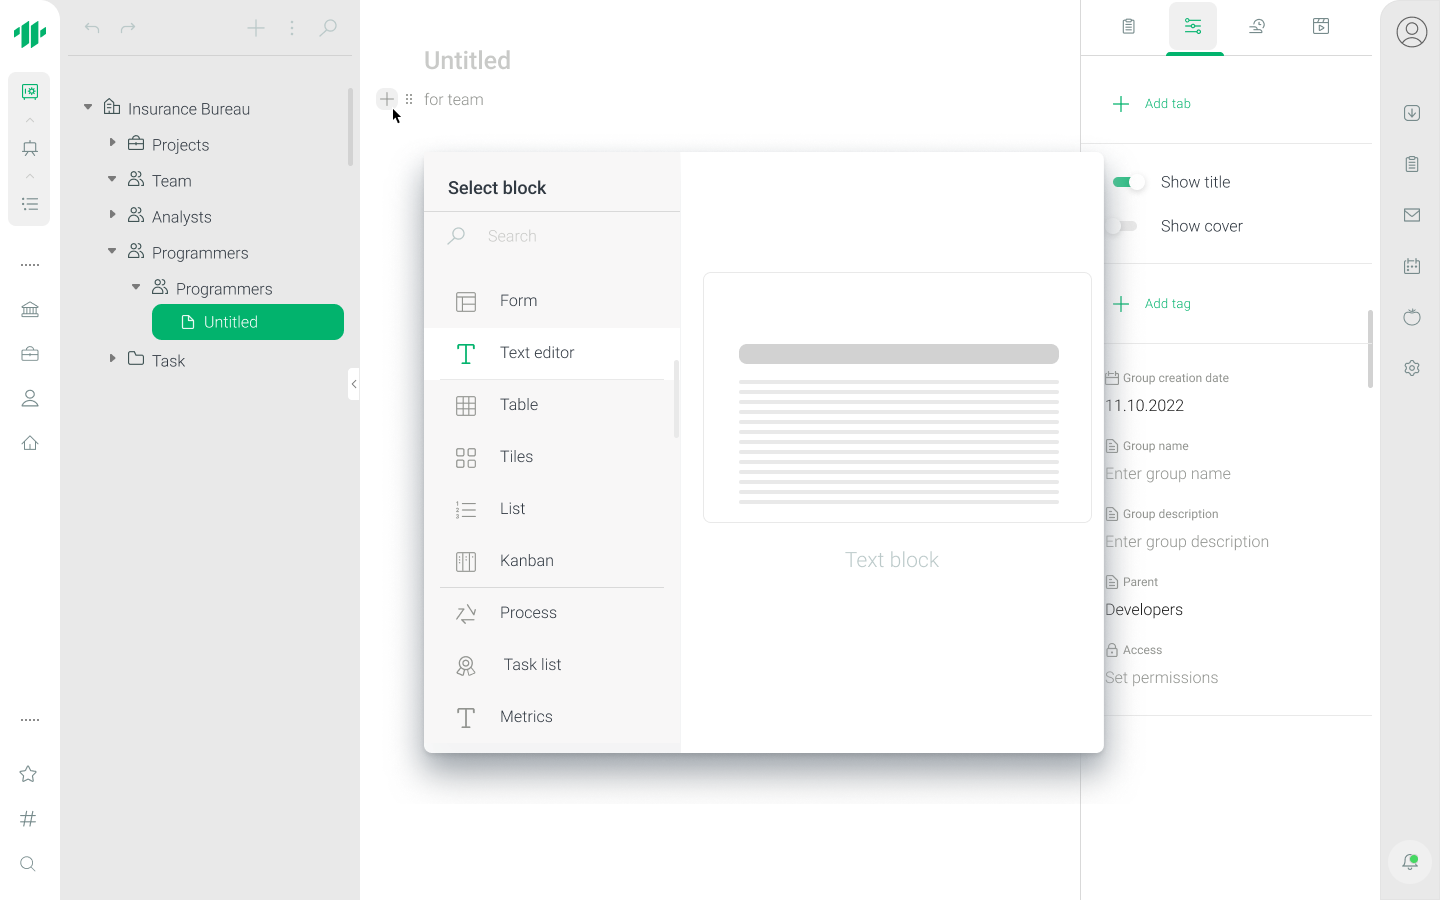 Insurance Bureau
Projects
Team
Analysts
Programmers
Programmers
Untitled
Task
Untitled
for team
Select block
Search
Form
Text editor
Table
Tiles
List
Kanban
Process
Task list
Metrics
Text block
Add tab
Show title
Show cover
Add tag
Group creation date
11.10.2022
Group name
Enter group name
Group description
Enter group description
Parent
Developers
Access
Set permissions